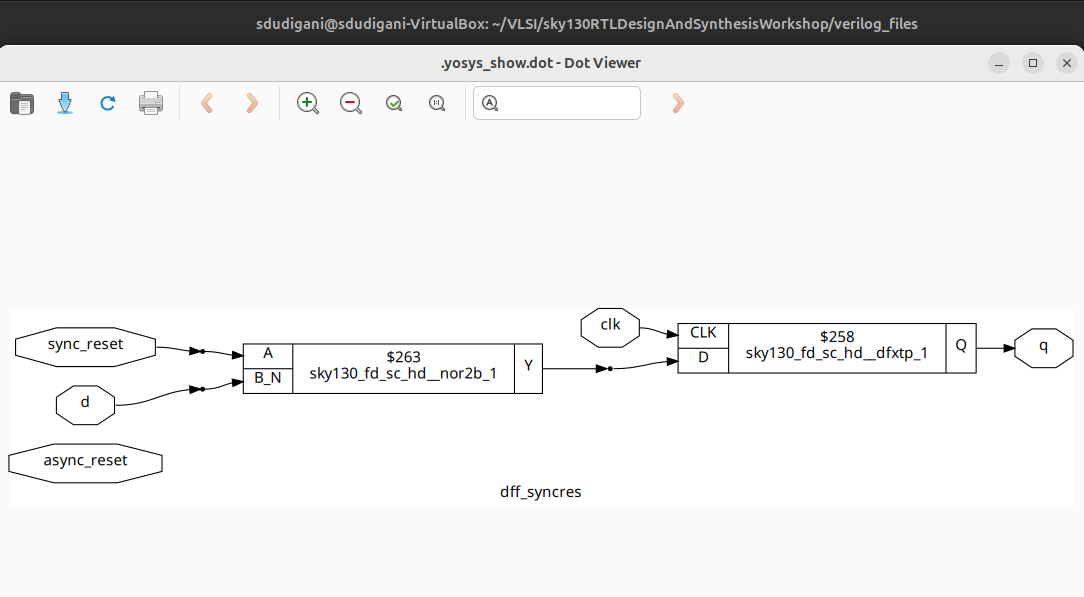 sdudigani@sdudigani-VirtualBox: ~/VLSI/sky130RTLDesignAndSynthesisWorkshop/verilog_files
.yosys_show.dot - Dot Viewer
sync_reset
d
async_reset
A
B_N
$263
sky130_fd_sc_hd__nor2b_1
Y
clk
CLK
D
$258
sky130_fd_sc_hd__dfxtp_1
Q
q
dff_syncres